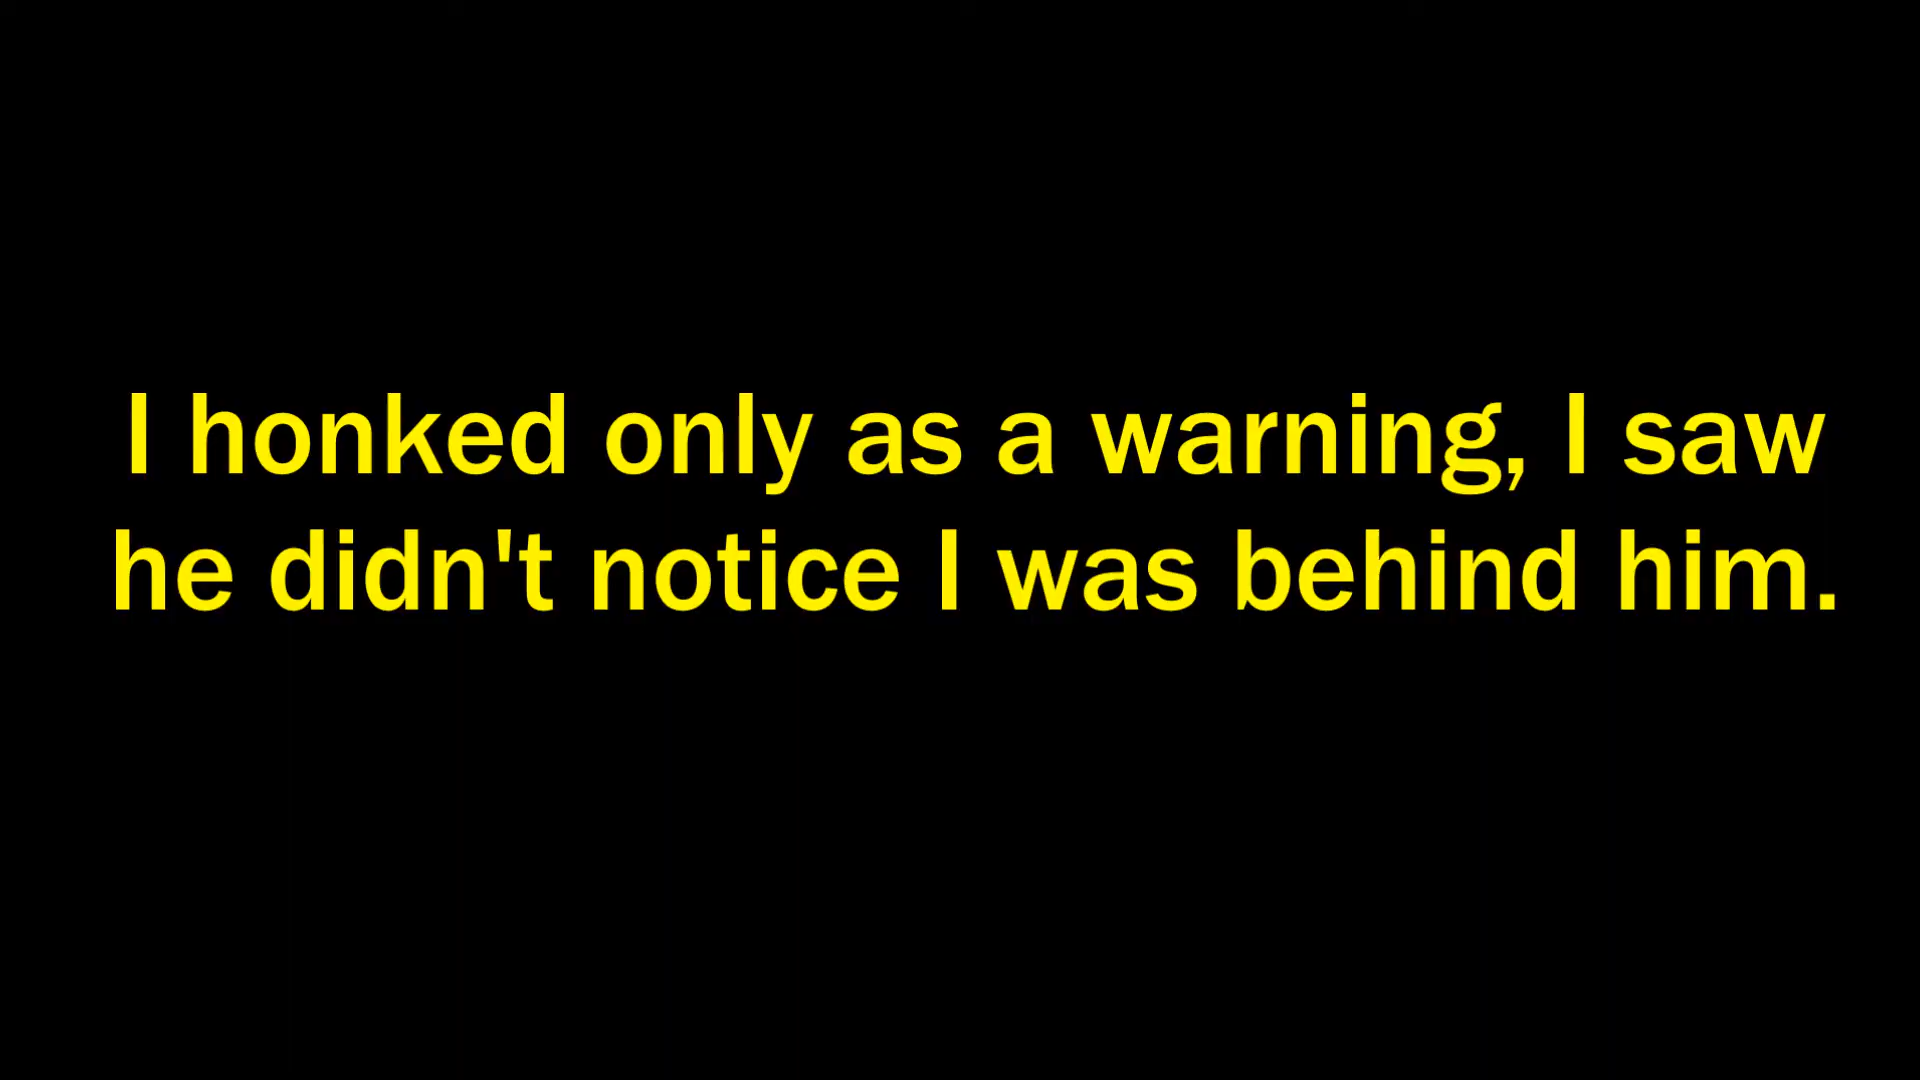 I honked only as a warning, I saw
he didn't notice I was behind him.